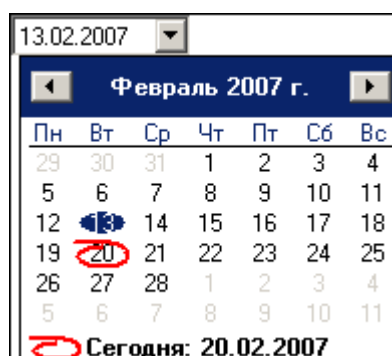 13.02.2007
Февраль 2007 г.
Пн Вт Ср Чт Пт Сб Вс
29 30 31 1 2 3 4
5 6 7 8 9 10 11
12 13 14 15 16 17 18
19 20 21 22 23 24 25
26 27 28 1 2 3 4
5 6 7 8 9 10 11
Сегодня: 20.02.2007